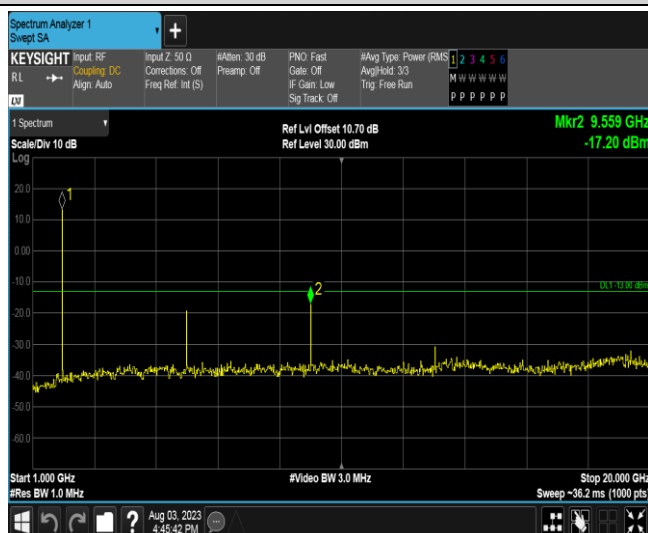 Spectrum Analyzer 1
Swept SA
+
KEYSIGHT
RL
Input: RF
Coupling: DC
Align: Auto
Input Z: 50 Ω
Corrections: Off
Freq Ref: Int (S)
#Atten: 30 dB
Preamp: Off
PNO: Fast
Gate: Off
IF Gain: Low
Sig Track: Off
#Avg Type: Power (RMS
Avg|Hold: 3/3
Trig: Free Run
1 2 3 4 5 6
M W W W W W
P P P P P P
LXI
1 Spectrum
Scale/Div 10 dB
Ref Lvl Offset 10.70 dB
Ref Level 30.00 dBm
Mkr2 9.559 GHz
-17.20 dBm
Log
20.0
10.0
0.00
-10.0
-20.0
-30.0
-40.0
-50.0
-60.0
1
2
DL1 -13.00 dBm
Start 1.000 GHz
#Res BW 1.0 MHz
#Video BW 3.0 MHz
Stop 20.000 GHz
Sweep ~36.2 ms (1000 pts)
?
Aug 03, 2023
4:45:42 PM